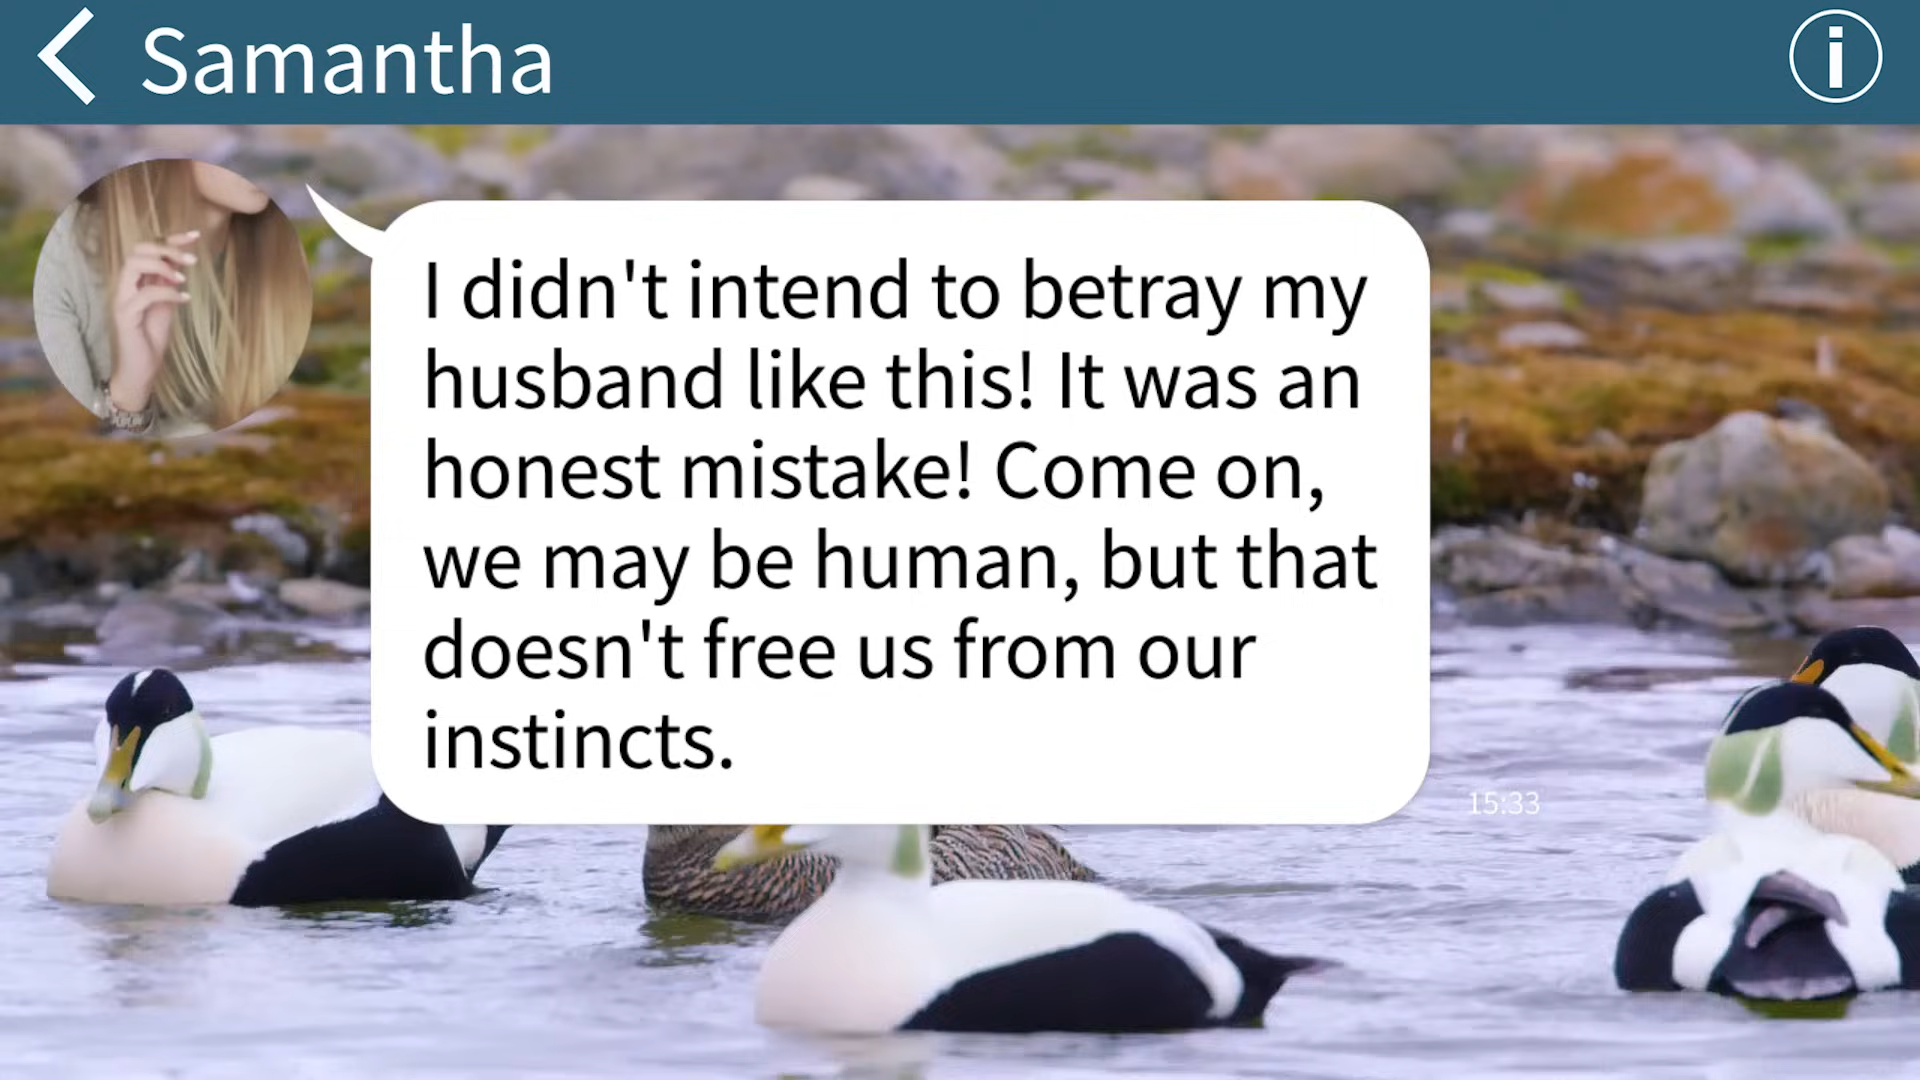 Samantha
I didn't intend to betray my
husband like this! It was an
honest mistake! Come on,
we may be human, but that
doesn't free us from our
instincts.
15:33